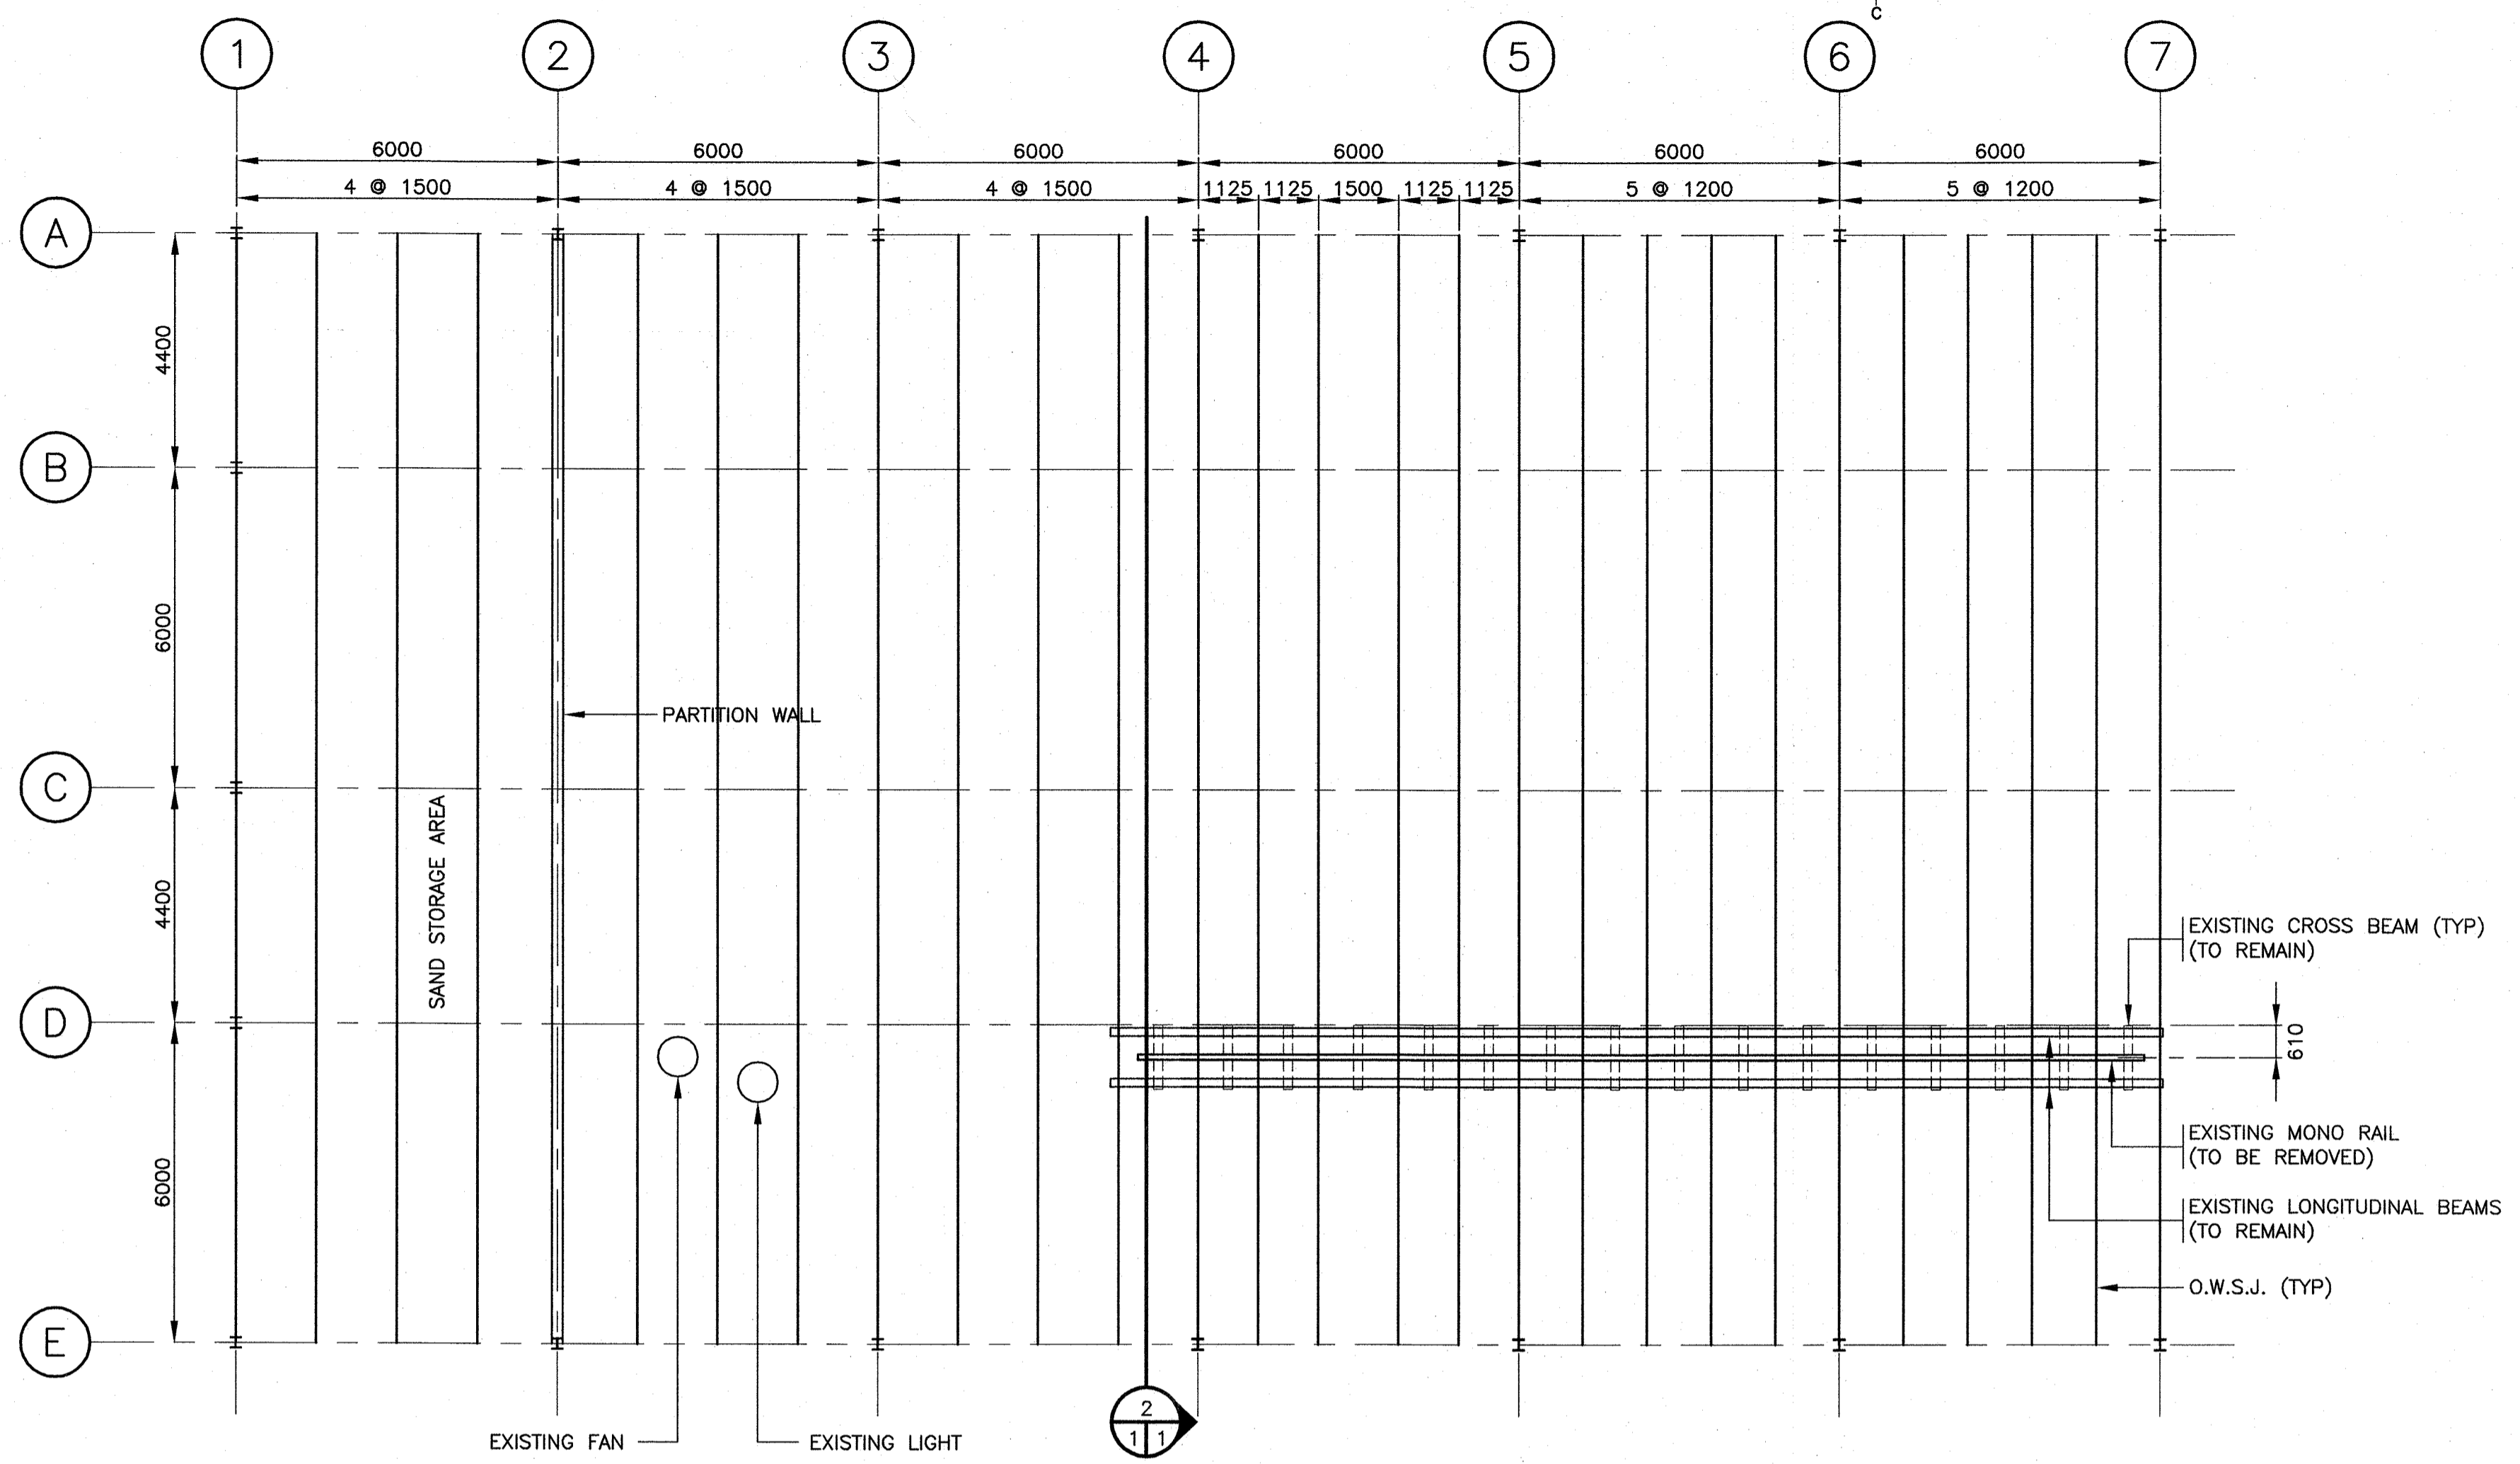 C
1 2 3 4 5 6 7
6000 6000 6000 6000 6000 6000
4 @ 1500 4 @ 1500 4 @ 1500 1125 1125 1500 1125 1125 5 @ 1200 5 @ 1200
A
4400
B
6000
PARTITION WALL
C
SAND STORAGE AREA
4400
EXISTING CROSS BEAM (TYP)
(TO REMAIN)
D
610
EXISTING MONO RAIL
(TO BE REMOVED)
6000
EXISTING LONGITUDINAL BEAMS
(TO REMAIN)
O.W.S.J. (TYP)
E
2
1 1
EXISTING FAN
EXISTING LIGHT